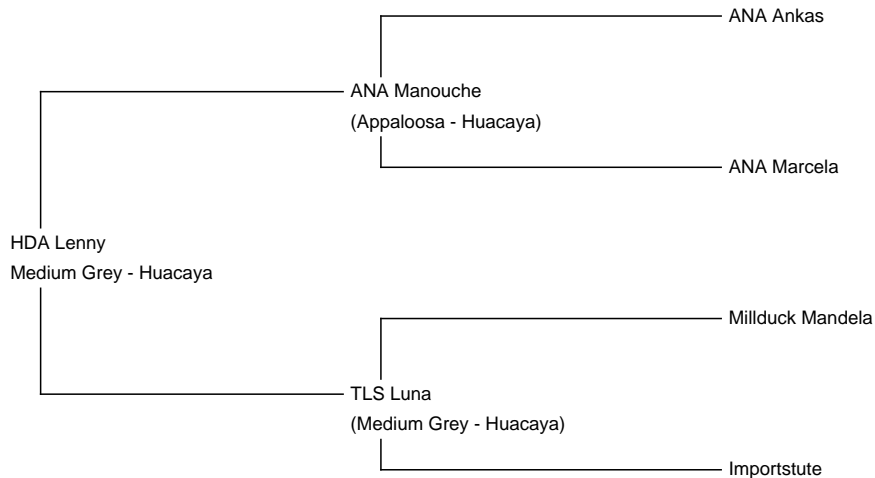 ANA Ankas
ANA Manouche
(Appaloosa - Huacaya)
ANA Marcela
HDA Lenny
Medium Grey - Huacaya
Millduck Mandela
TLS Luna
(Medium Grey - Huacaya)
Importstute